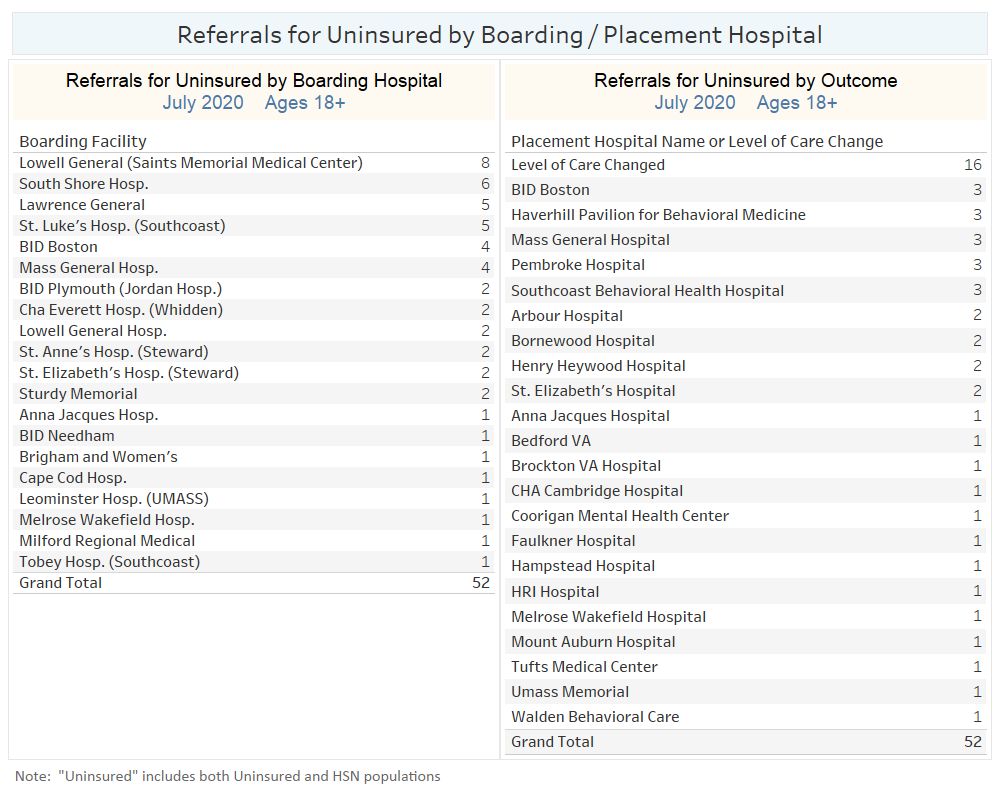 Referrals for Uninsured by Boarding / Placement Hospital
Referrals for Uninsured by Boarding Hospital
July 2020 Ages 18+
Boarding Facility
Lowell General (Saints Memorial Medical Center) 8
South Shore Hosp. 6
Lawrence General 5
St. Luke's Hosp. (Southcoast) 5
BID Boston 4
Mass General Hosp. 4
BID Plymouth (Jordan Hosp.) 2
Cha Everett Hosp. (Whidden) 2
Lowell General Hosp. 2
St. Anne's Hosp. (Steward) 2
St. Elizabeth's Hosp. (Steward) 2
Sturdy Memorial 2
Anna Jacques Hosp. 1
BID Needham 1
Brigham and Women's 1
Cape Cod Hosp. 1
Leominster Hosp. (UMASS) 1
Melrose Wakefield Hosp. 1
Milford Regional Medical 1
Tobey Hosp. (Southcoast) 1
Grand Total 52
Referrals for Uninsured by Outcome
July 2020 Ages 18+
Placement Hospital Name or Level of Care Change
Level of Care Changed 16
BID Boston 3
Haverhill Pavilion for Behavioral Medicine 3
Mass General Hospital 3
Pembroke Hospital 3
Southcoast Behavioral Health Hospital 3
Arbour Hospital 2
Bornewood Hospital 2
Henry Heywood Hospital 2
St. Elizabeth's Hospital 2
Anna Jacques Hospital 1
Bedford VA 1
Brockton VA Hospital 1
CHA Cambridge Hospital 1
Coorigan Mental Health Center 1
Faulkner Hospital 1
Hampstead Hospital 1
HRI Hospital 1
Melrose Wakefield Hospital 1
Mount Auburn Hospital 1
Tufts Medical Center 1
Umass Memorial 1
Walden Behavioral Care 1
Grand Total 52
Note: "Uninsured" includes both Uninsured and HSN populations